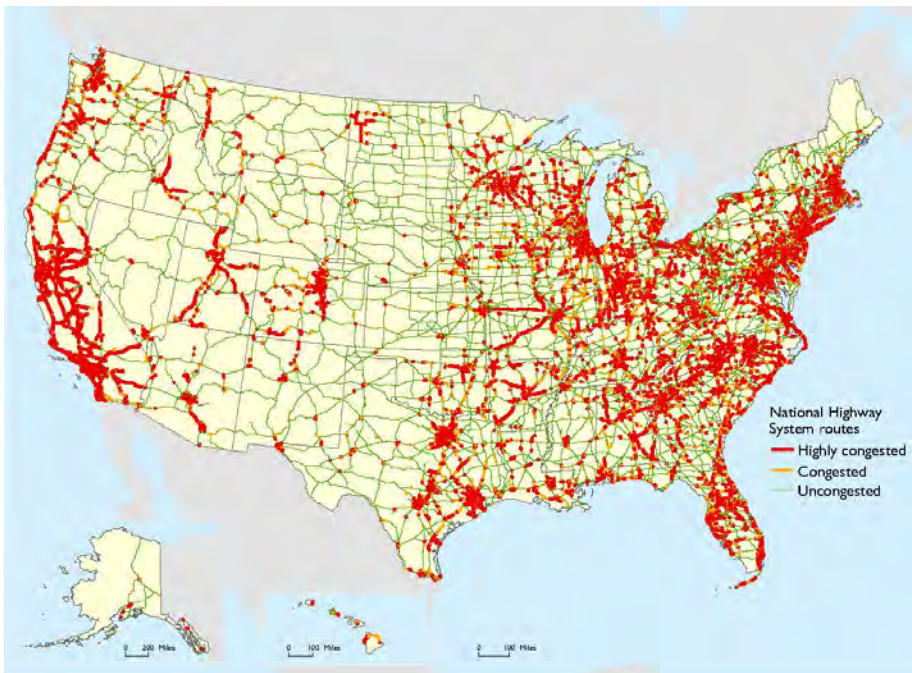 National Highway
System routes
Highly congested
Congested
Uncongested
0 200 Miles
0 100 Miles
0 100 Miles